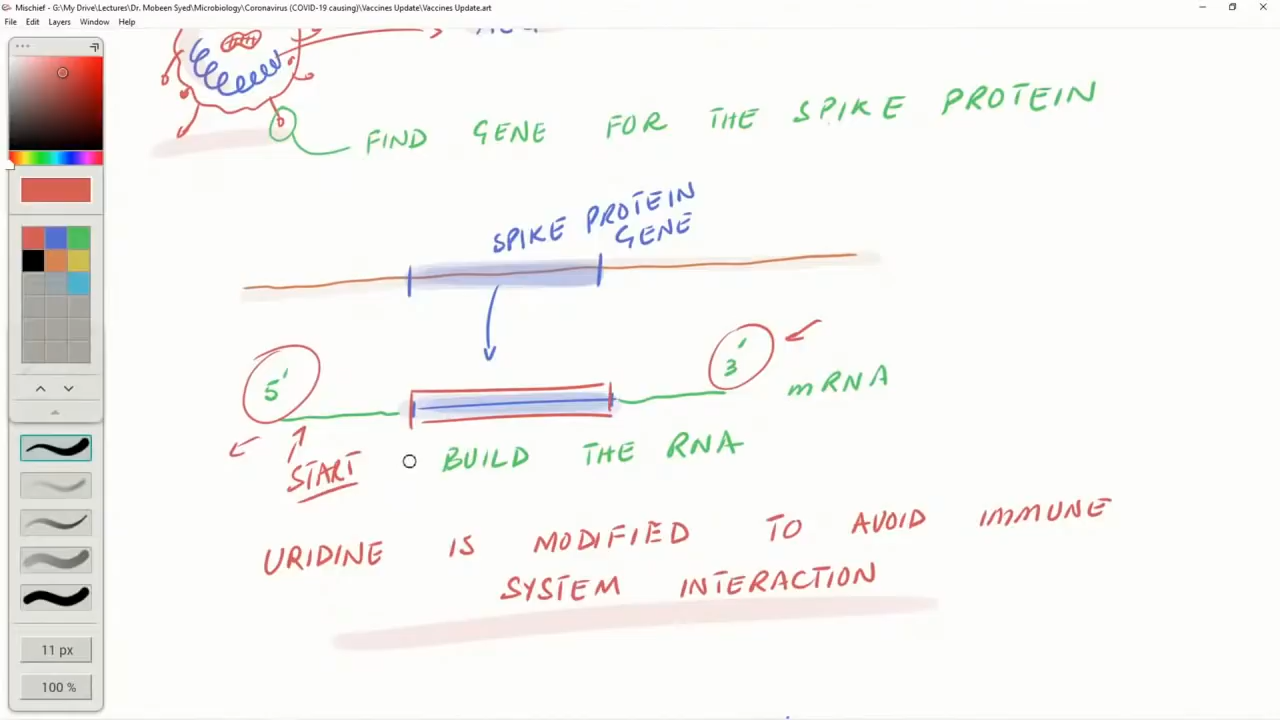 Mischief - G:\My Drive\Lectures\Dr. Mobeen Syed\Microbiology\Coronavirus (COVID-19 causing)\Vaccines Update\Vaccines Update.art
File Edit Layers Window Help
FIND GENE FOR THE SPIKE PROTEIN
SPIKE PROTEIN
GENE
5'
3'
mRNA
START
BUILD THE RNA
URIDINE IS MODIFIED TO AVOID IMMUNE
SYSTEM INTERACTION
11 px
100 %